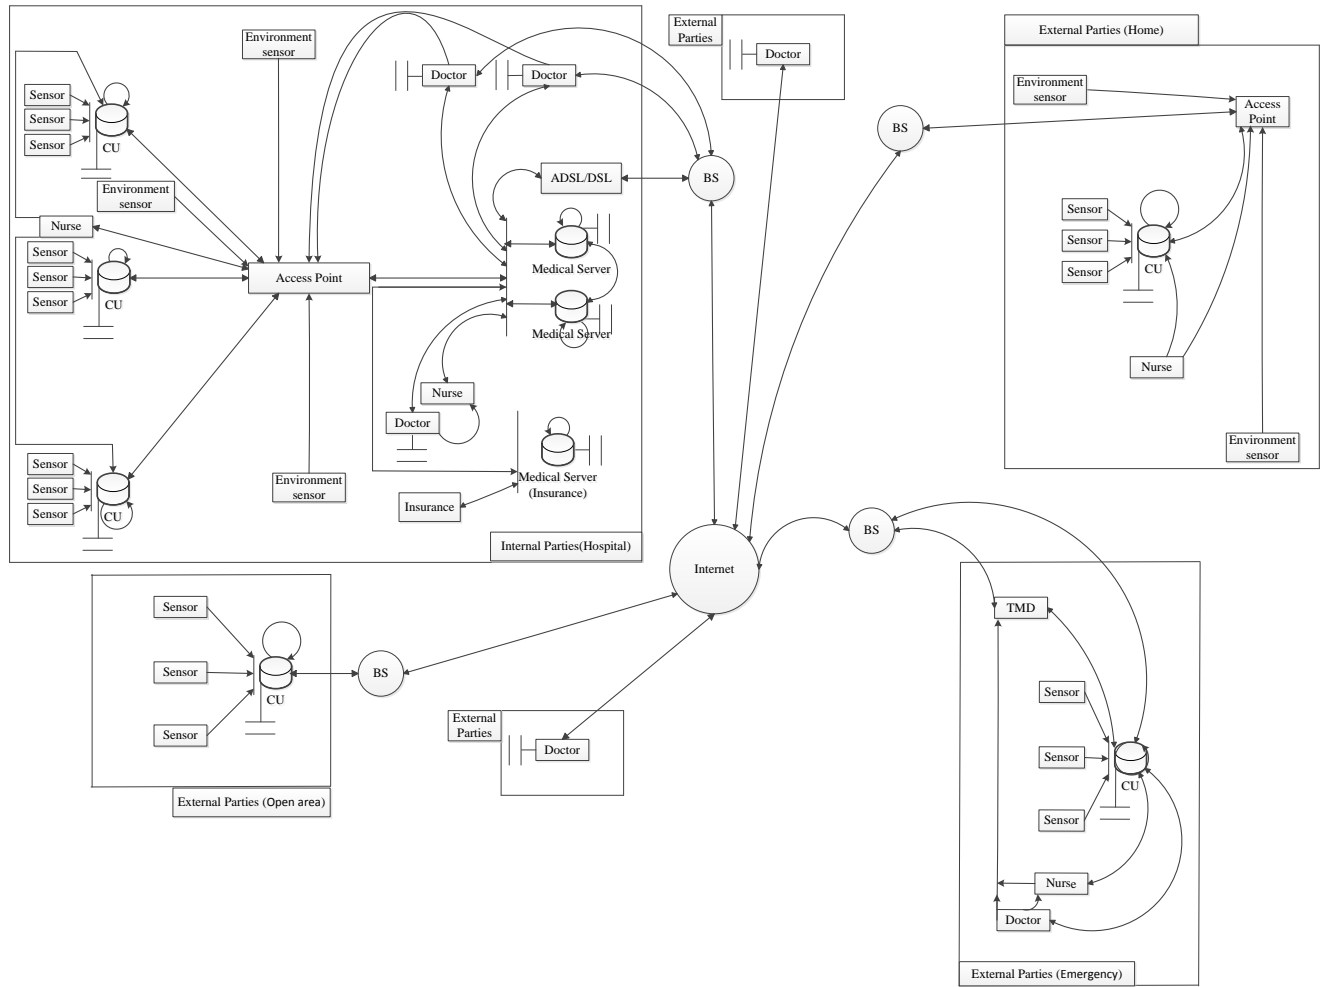 Environment
sensor
Sensor
Sensor
Sensor
CU
Environment
sensor
Nurse
Sensor
Sensor
Sensor
CU
Access Point
Sensor
Sensor
Sensor
CU
Environment
sensor
Doctor
Doctor
ADSL/DSL
Medical Server
Medical Server
Nurse
Doctor
Medical Server
(Insurance)
Insurance
Internal Parties(Hospital)
BS
External
Parties
Doctor
BS
External Parties (Home)
Environment
sensor
Access
Point
Sensor
Sensor
Sensor
CU
Nurse
Environment
sensor
Internet
BS
Sensor
Sensor
Sensor
CU
External Parties (Open area)
BS
External
Parties
Doctor
TMD
Sensor
Sensor
Sensor
CU
Nurse
Doctor
External Parties (Emergency)